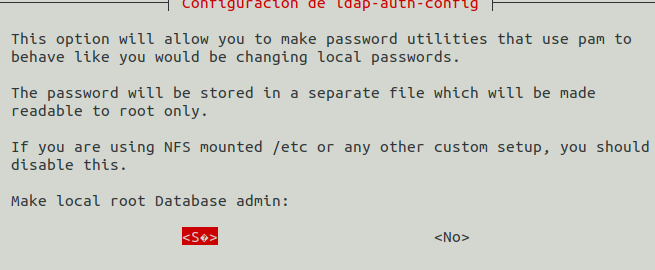 Configuración de ldap-auth-config
This option will allow you to make password utilities that use pam to
behave like you would be changing local passwords.
The password will be stored in a separate file which will be made
readable to root only.
If you are using NFS mounted /etc or any other custom setup, you should
disable this.
Make local root Database admin:
<S�> <No>